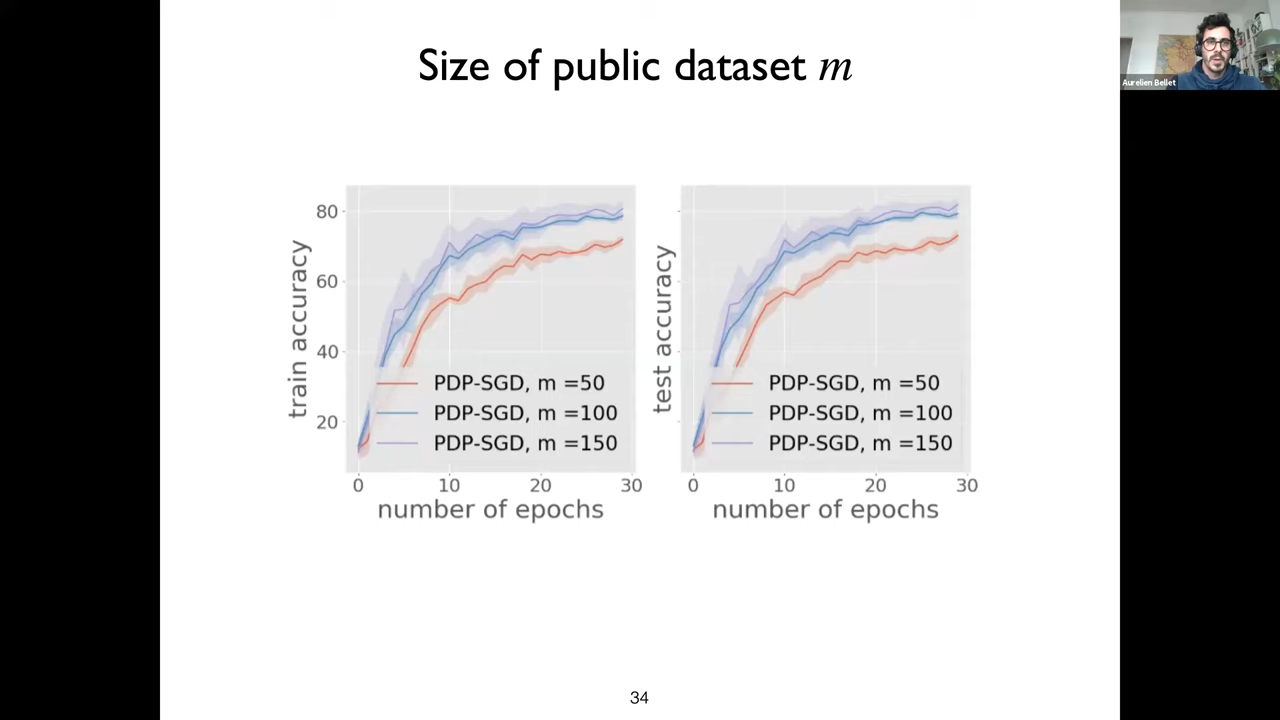 Size of public dataset m
Aurelien Bellet
train accuracy
80
60
40
20
PDP-SGD, m =50
PDP-SGD, m =100
PDP-SGD, m =150
0 10 20 30
number of epochs
test accuracy
PDP-SGD, m =50
PDP-SGD, m =100
PDP-SGD, m =150
0 10 20 30
number of epochs
34